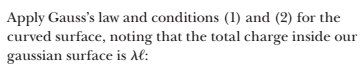 Apply Gauss's law and conditions (1) and (2) for the
curved surface, noting that the total charge inside our
gaussian surface is λℓ: